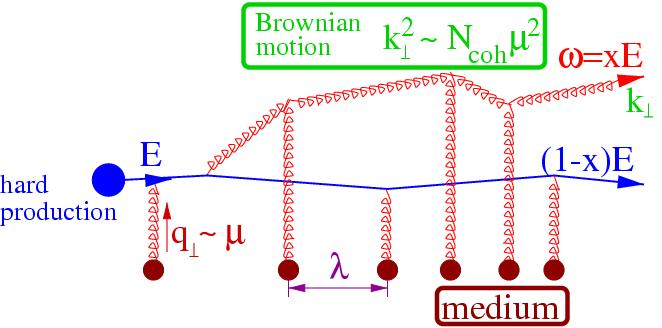 Brownian
motion
k⊥² ~ N_coh μ²
ω=xE
k⊥
E
(1-x)E
hard
production
q⊥~ μ
λ
medium